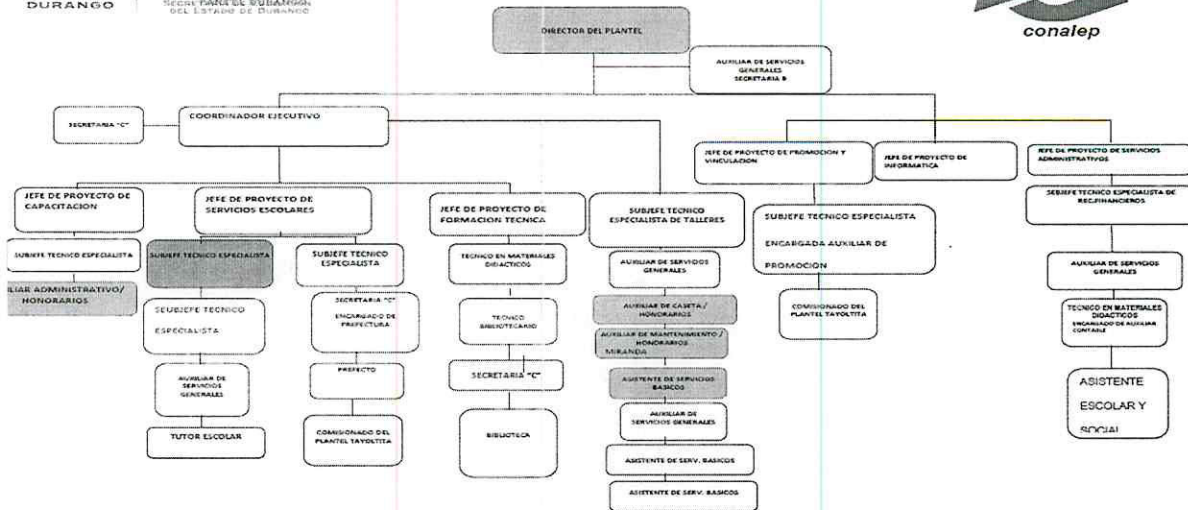 DURANGO
DEL ESTADO DE DURANGO
conalep
DIRECTOR DEL PLANTEL
AUXILIAR DE SERVICIOS
GENERALES
SECRETARIA B
SECRETARIA "C"
COORDINADOR EJECUTIVO
JEFE DE PROYECTO DE PROMOCION Y
VINCULACION
JEFE DE PROYECTO DE
INFORMATICA
JEFE DE PROYECTO DE SERVICIOS
ADMINISTRATIVOS
JEFE DE PROYECTO DE
CAPACITACION
JEFE DE PROYECTO DE
SERVICIOS ESCOLARES
JEFE DE PROYECTO DE
FORMACION TECNICA
SUBJEFE TECNICO
ESPECIALISTA DE TALLERES
SUBJEFE TECNICO ESPECIALISTA
ENCARGADA AUXILIAR DE
PROMOCION
SEBJEFE TECNICO ESPECIALISTA DE
REC.FINANCIEROS
SUBJEFE TECNICO ESPECIALISTA
SUBJEFE TECNICO ESPECIALISTA
SUBJEFE TECNICO
ESPECIALISTA
TECNICO EN MATERIALES
DIDACTICOS
AUXILIAR DE SERVICIOS
GENERALES
AUXILIAR DE SERVICIOS
GENERALES
ILIAR ADMINISTRATIVO/
HONORARIOS
SEUBJEFE TECNICO
ESPECIALISTA
SECRETARIA "C"
ENCARGADO DE
PREFECTURA
TECNICO
BIBLIOTECARIO
AUXILIAR DE CASETA /
HONORARIOS
COMISIONADO DEL
PLANTEL TAYOLTITA
TECNICO EN MATERIALES
DIDACTICOS
ENCARGADO DE AUXILIAR
CONTABLE
AUXILIAR DE MANTENIMIENTO /
HONORARIOS
MIRANDA
AUXILIAR DE
SERVICIOS
GENERALES
PREFECTO
SECRETARIA "C"
ASISTENTE DE SERVICIOS
BASICOS
ASISTENTE
ESCOLAR Y
SOCIAL
TUTOR ESCOLAR
COMISIONADO DEL
PLANTEL TAYOLTITA
BIBLIOTECA
AUXILIAR DE
SERVICIOS GENERALES
ASISTENTE DE SERV. BASICOS
ASISTENTE DE SERV. BASICOS